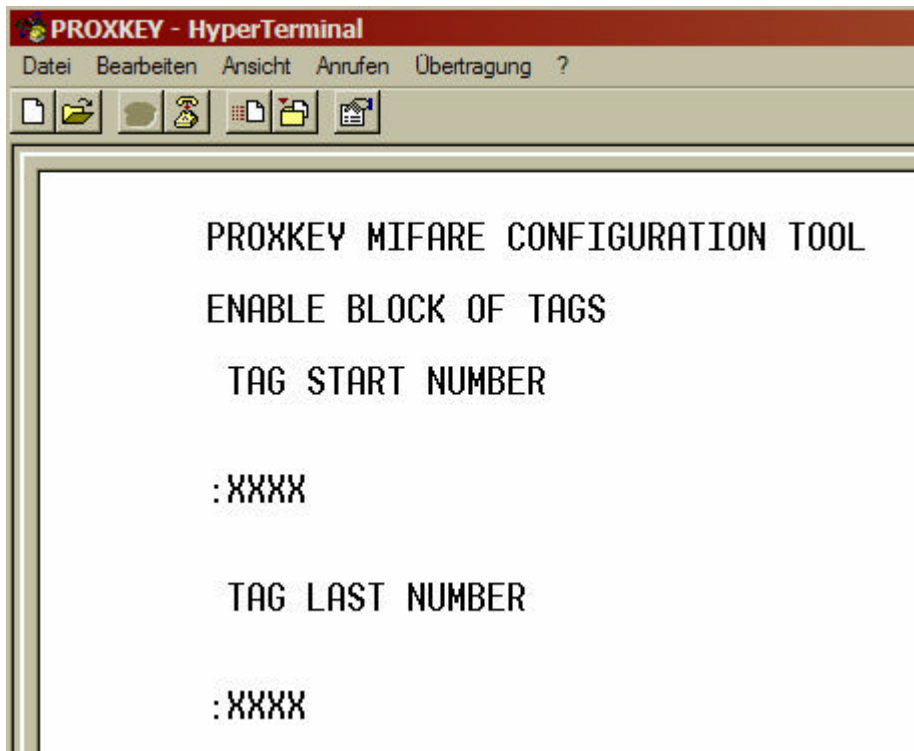 PROXKEY - HyperTerminal
Datei Bearbeiten Ansicht Anrufen Übertragung ?
PROXKEY MIFARE CONFIGURATION TOOL
ENABLE BLOCK OF TAGS
TAG START NUMBER
:XXXX
TAG LAST NUMBER
:XXXX